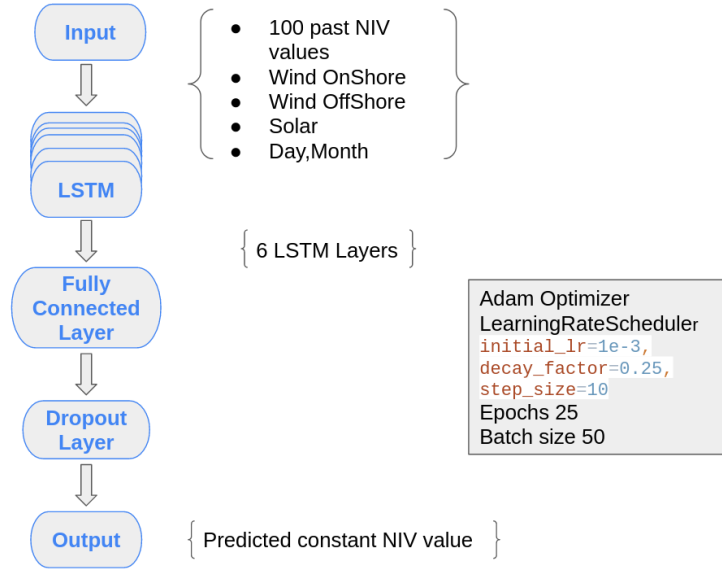 Input
● 100 past NIV
values
● Wind OnShore
● Wind OffShore
● Solar
● Day,Month
LSTM
6 LSTM Layers
Fully
Connected
Layer
Adam Optimizer
LearningRateScheduler
initial_lr=1e-3,
decay_factor=0.25,
step_size=10
Epochs 25
Batch size 50
Dropout
Layer
Output
Predicted constant NIV value